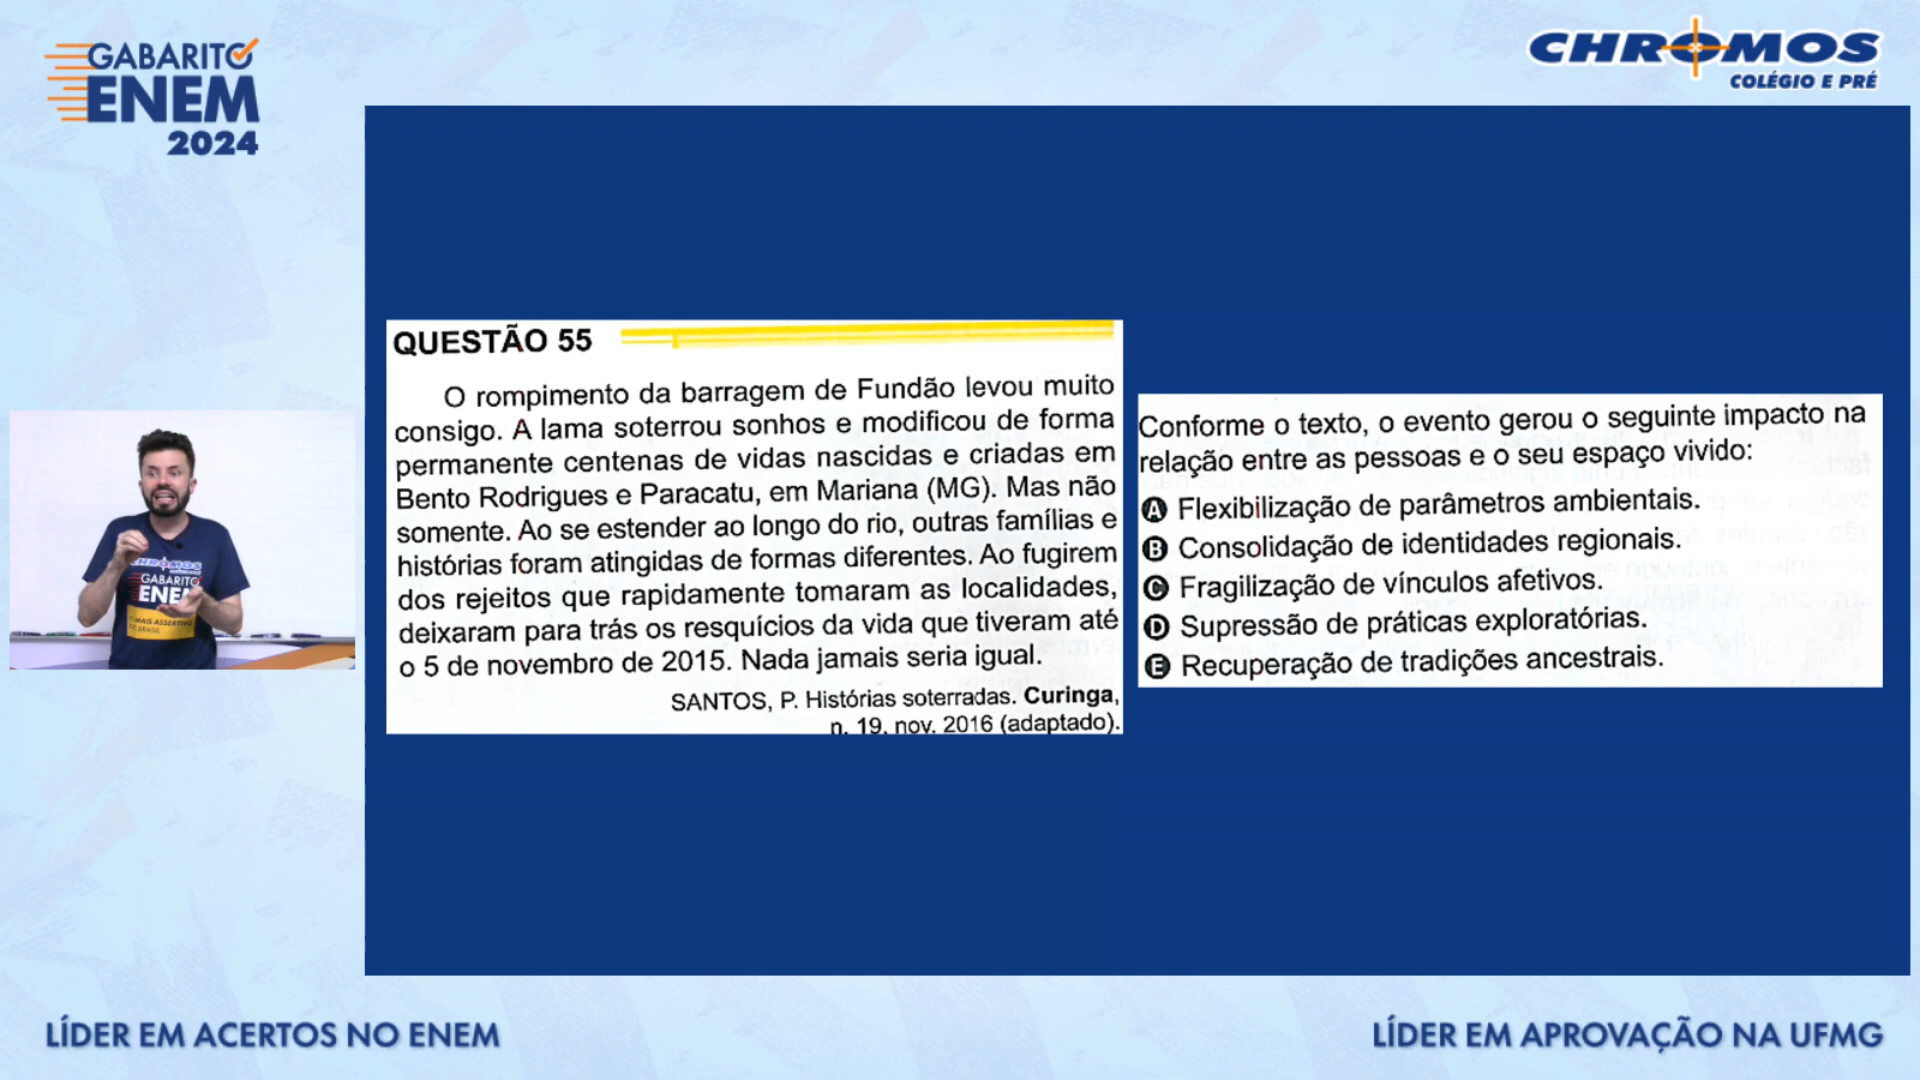 GABARITO
ENEM
2024
CHROMOS
COLÉGIO E PRÉ
QUESTÃO 55
O rompimento da barragem de Fundão levou muito
consigo. A lama soterrou sonhos e modificou de forma
permanente centenas de vidas nascidas e criadas em
Bento Rodrigues e Paracatu, em Mariana (MG). Mas não
somente. Ao se estender ao longo do rio, outras famílias e
histórias foram atingidas de formas diferentes. Ao fugirem
dos rejeitos que rapidamente tomaram as localidades,
deixaram para trás os resquícios da vida que tiveram até
o 5 de novembro de 2015. Nada jamais seria igual.
SANTOS, P. Histórias soterradas. Curinga,
n. 19, nov. 2016 (adaptado).
Conforme o texto, o evento gerou o seguinte impacto na
relação entre as pessoas e o seu espaço vivido:
A Flexibilização de parâmetros ambientais.
B Consolidação de identidades regionais.
C Fragilização de vínculos afetivos.
D Supressão de práticas exploratórias.
E Recuperação de tradições ancestrais.
CHROMOS
GABARITO
ENEM
MAIS ASSERTIVO
DO BRASIL
LÍDER EM ACERTOS NO ENEM
LÍDER EM APROVAÇÃO NA UFMG